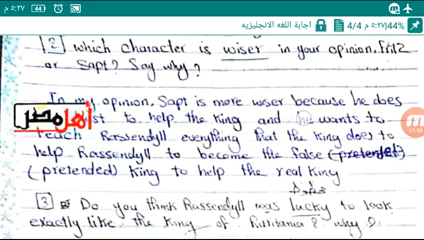 ٥:٢٧ م 44 ٥:٢٧ م 44%
4/4 اجابة اللغه الانجليزيه
[2] which character is wiser in your opinion. Fritz
or Sapt? Say why?
In my opinion, Sapt is more wiser because he does
to help the King and he wants to
أهل مصر
teach Rassendyll everything that the King does to
help Rassendyll to become the false (pretendet)
(pretended) King to help the real king
[3] Do you think Rassendyll was lucky to look
exactly like the King of Ruritania? why?